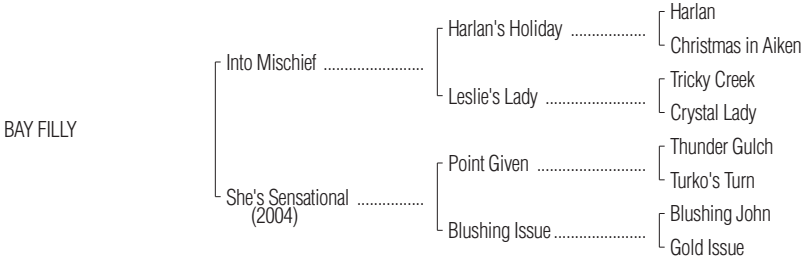 Harlan
Harlan's Holiday ..................
Christmas in Aiken
Into Mischief ........................
Tricky Creek
Leslie's Lady ........................
Crystal Lady
BAY FILLY
Thunder Gulch
Point Given ..........................
Turko's Turn
She's Sensational ................
(2004)
Blushing John
Blushing Issue ......................
Gold Issue